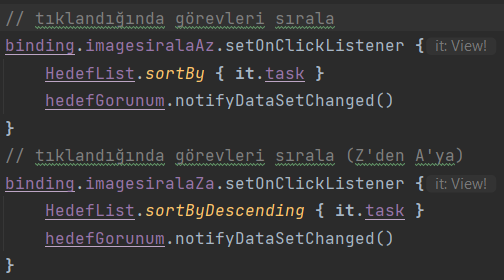 // tıklandığında görevleri sırala
binding.imagesiralaAz.setOnClickListener { it: View!
    HedefList.sortBy { it.task }
    hedefGorunum.notifyDataSetChanged()
}
// tıklandığında görevleri sırala (Z'den A'ya)
binding.imagesiralaZa.setOnClickListener { it: View!
    HedefList.sortByDescending { it.task }
    hedefGorunum.notifyDataSetChanged()
}